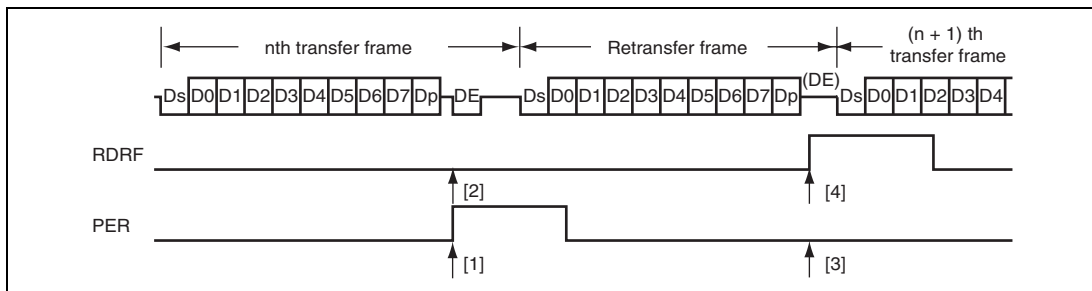 nth transfer frame Retransfer frame (n + 1) th
transfer frame
Ds D0 D1 D2 D3 D4 D5 D6 D7 Dp DE Ds D0 D1 D2 D3 D4 D5 D6 D7 Dp (DE) Ds D0 D1 D2 D3 D4
RDRF
[2] [4]
PER
[1] [3]